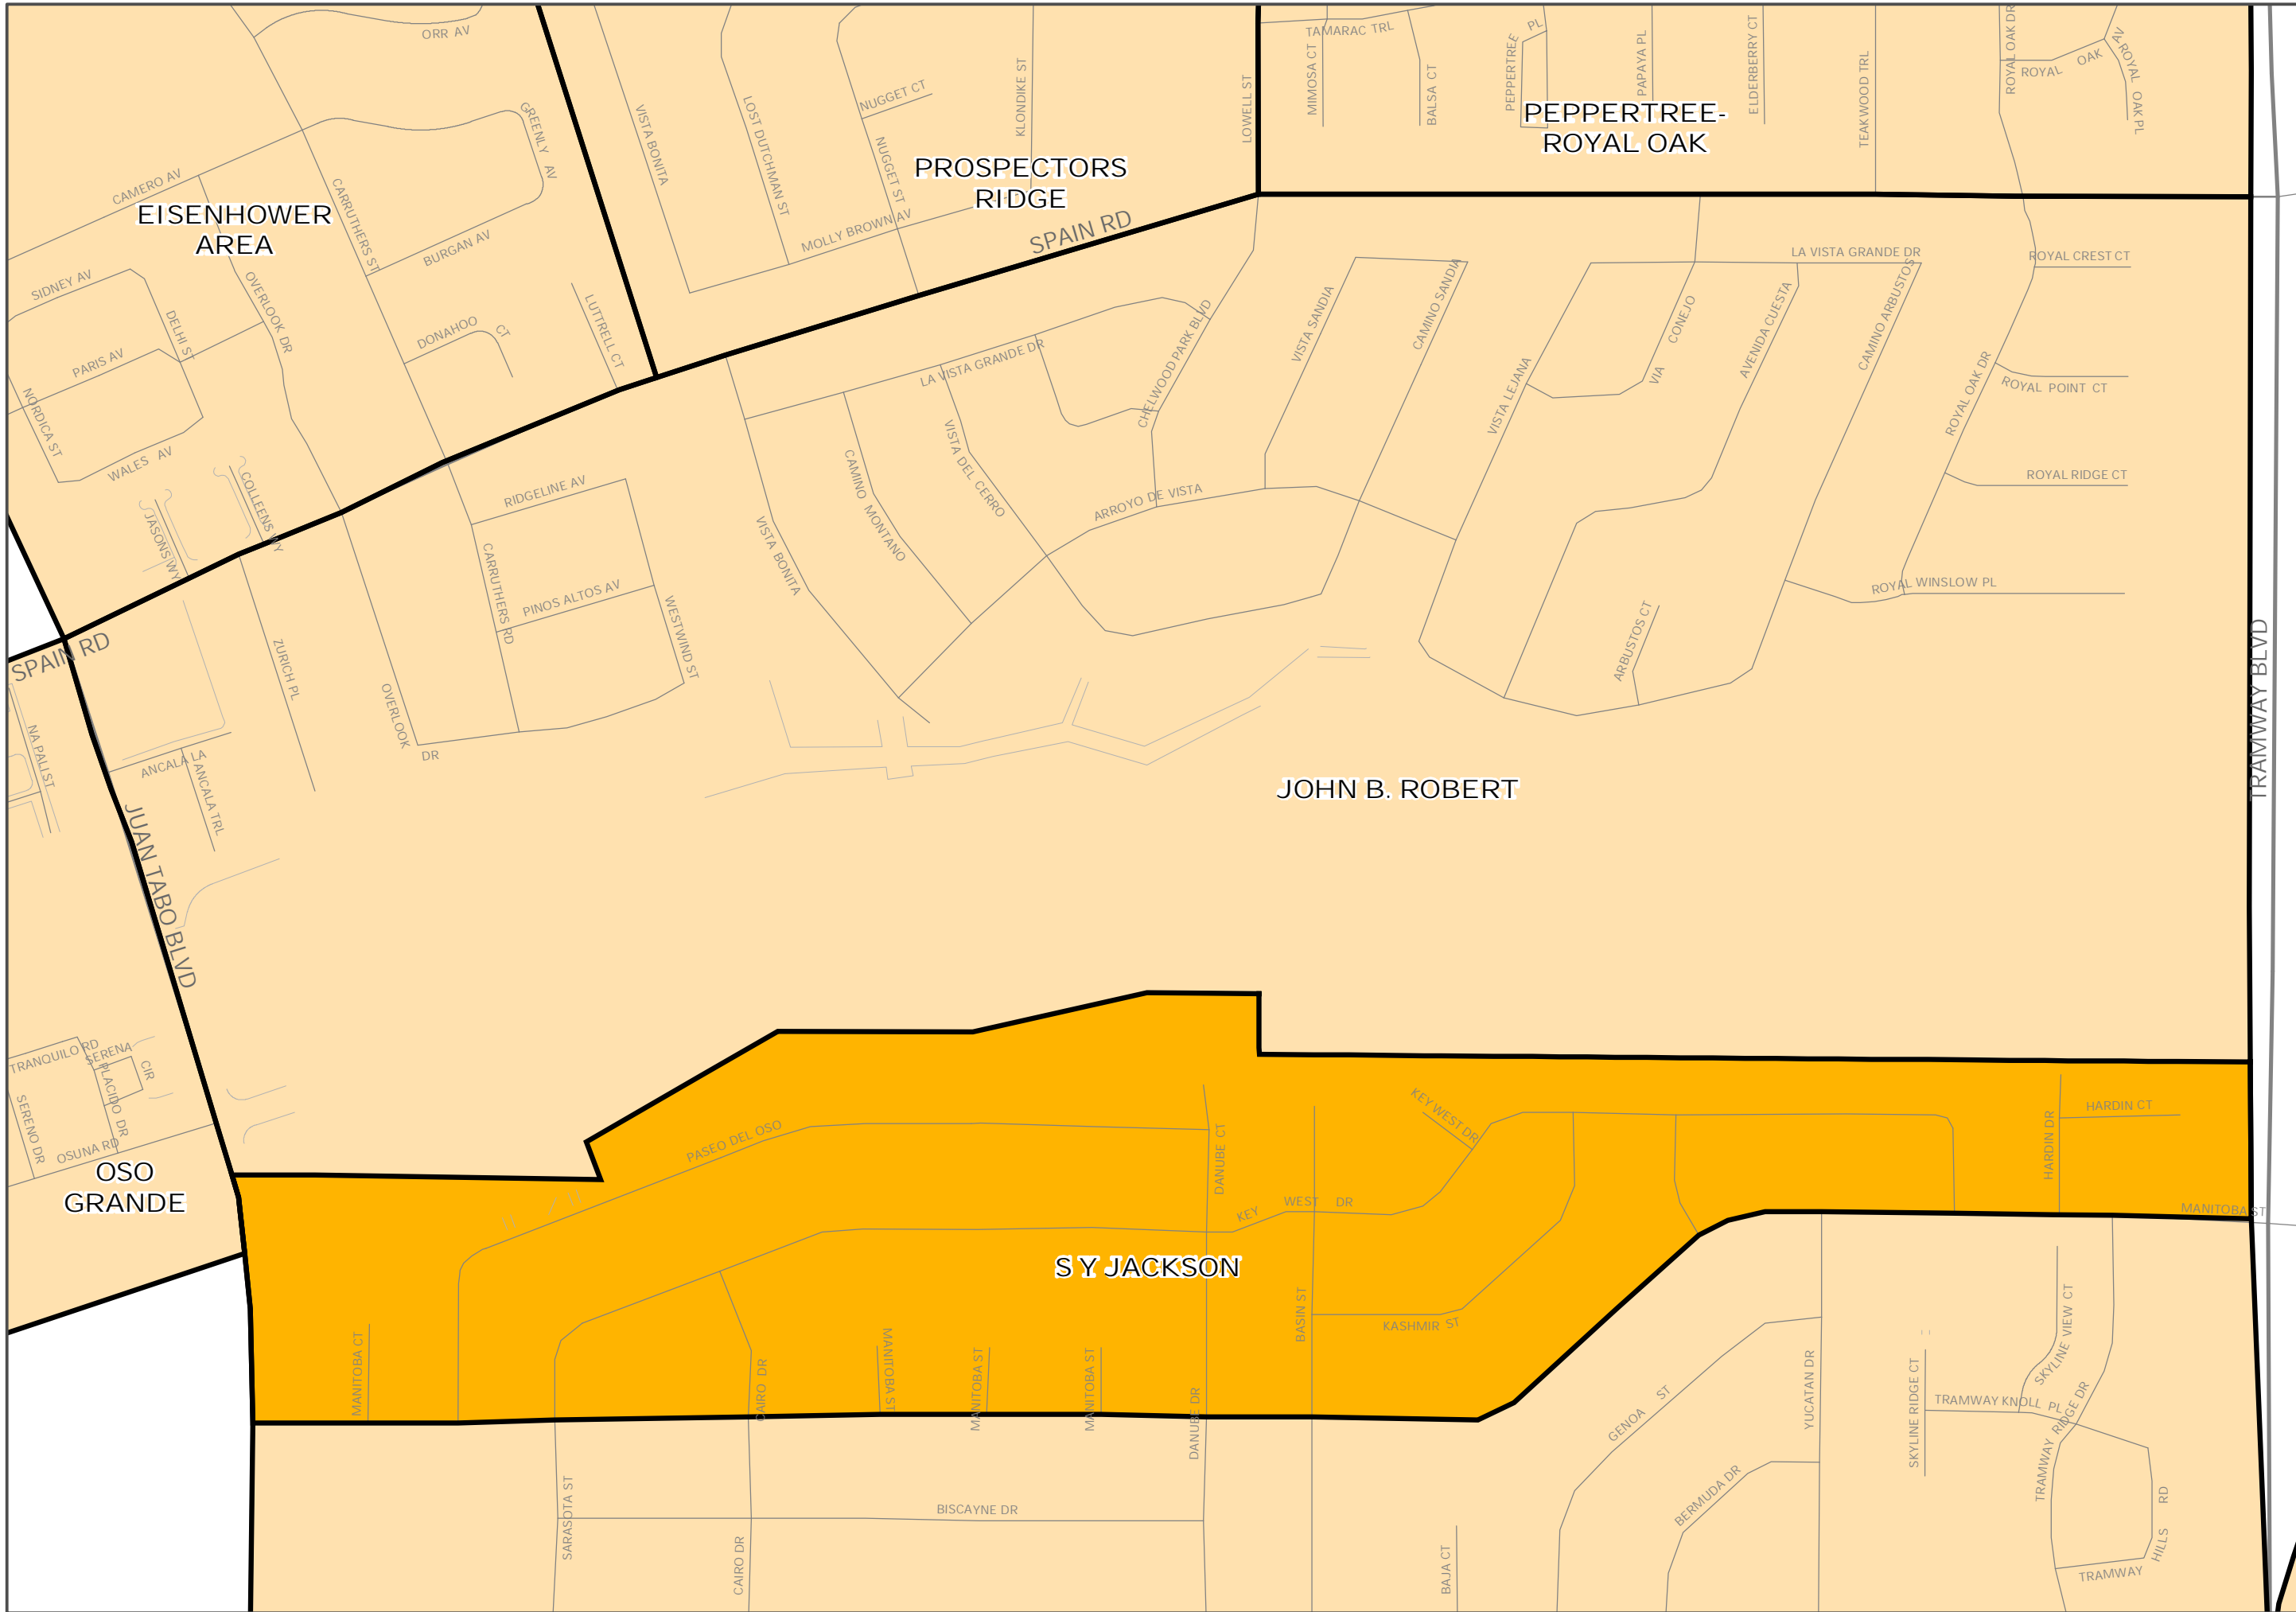 ORR AV
GREENLY AV
CAMERO AV
CARRUTHERS ST
EISENHOWER
AREA
BURGAN AV
SIDNEY AV
OVERLOOK DR
DELHI ST
DONAHOO CT
LUTTRELL CT
PARIS AV
NORDICA ST
WALES AV
COLLEENS WY
JASONS WY
VISTA BONITA
LOST DUTCHMAN ST
NUGGET CT
NUGGET ST
KLONDIKE ST
PROSPECTORS
RIDGE
MOLLY BROWN AV
SPAIN RD
LOWELL ST
TAMARAC TRL
MIMOSA CT
BALSA CT
PEPPERTREE PL
PAPAYA PL
ELDERBERRY CT
PEPPERTREE-
ROYAL OAK
TEAKWOOD TRL
ROYAL OAK DR
ROYAL OAK AV
ROYAL OAK PL
LA VISTA GRANDE DR
ROYAL CREST CT
VISTA SANDIA
CAMINO SANDIA
CHELWOOD PARK BLVD
LA VISTA GRANDE DR
VISTA LEJANA
VIA CONEJO
AVENIDA CUESTA
CAMINO ARBUSTOS
ROYAL OAK DR
ROYAL POINT CT
ROYAL RIDGE CT
ROYAL WINSLOW PL
RIDGELINE AV
CARRUTHERS RD
PINOS ALTOS AV
WESTWIND ST
VISTA BONITA
CAMINO MONTANO
VISTA DEL CERRO
ARROYO DE VISTA
ARBUSTOS CT
TRAMWAY BLVD
SPAIN RD
ZURICH PL
OVERLOOK
DR
NA PALI ST
ANCALA LA
ANCALA TRL
JOHN B. ROBERT
JUAN TABO BLVD
TRANQUILO RD
SERENA CIR
PLACIDO DR
SERENO DR
OSUNA RD
OSO
GRANDE
PASEO DEL OSO
DANUBE CT
KEY WEST DR
HARDIN DR
HARDIN CT
KEY WEST DR
MANITOBA ST
S Y JACKSON
BASIN ST
KASHMIR ST
MANITOBA CT
CAIRO DR
MANITOBA ST
MANITOBA ST
MANITOBA ST
DANUBE DR
GENOA ST
YUCATAN DR
SKYLINE RIDGE CT
SKYLINE VIEW CT
TRAMWAY KNOLL PL
TRAMWAY RIDGE DR
SARASOTA ST
BISCAYNE DR
CAIRO DR
BAJA CT
BERMUDA DR
TRAMWAY HILLS RD